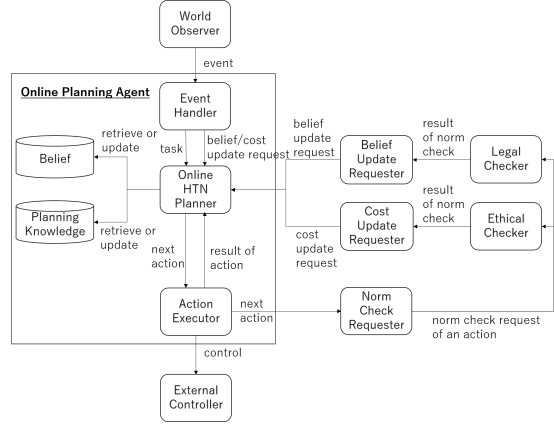 World
Observer
event
Online Planning Agent
Event
Handler
retrieve or
update
task
belief/cost
update request
belief
update
request
result
of norm
check
Belief
Belief
Update
Requester
Legal
Checker
Online
HTN
Planner
result
of norm
check
Planning
Knowledge
Cost
Update
Requester
Ethical
Checker
retrieve or
update
cost
update
request
next
action
result of
action
Action
Executor
next
action
Norm
Check
Requester
norm check request
of an action
control
External
Controller